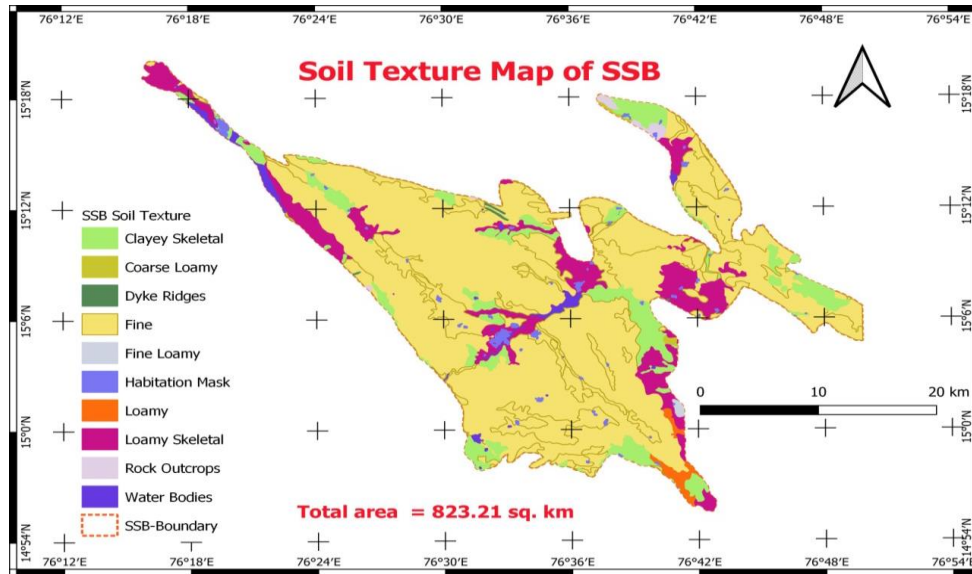 76°12'E 76°18'E 76°24'E 76°30'E 76°36'E 76°42'E 76°48'E 76°54'E
Soil Texture Map of SSB
15°18'N 15°18'N
15°12'N 15°12'N
SSB Soil Texture
Clayey Skeletal
Coarse Loamy
Dyke Ridges
Fine
15°6'N 15°6'N
Fine Loamy
Habitation Mask
Loamy
0 10 20 km
Loamy Skeletal
15°0'N 15°0'N
Rock Outcrops
Water Bodies
SSB-Boundary
Total area = 823.21 sq. km
14°54'N 14°54'N
76°12'E 76°18'E 76°24'E 76°30'E 76°36'E 76°42'E 76°48'E 76°54'E